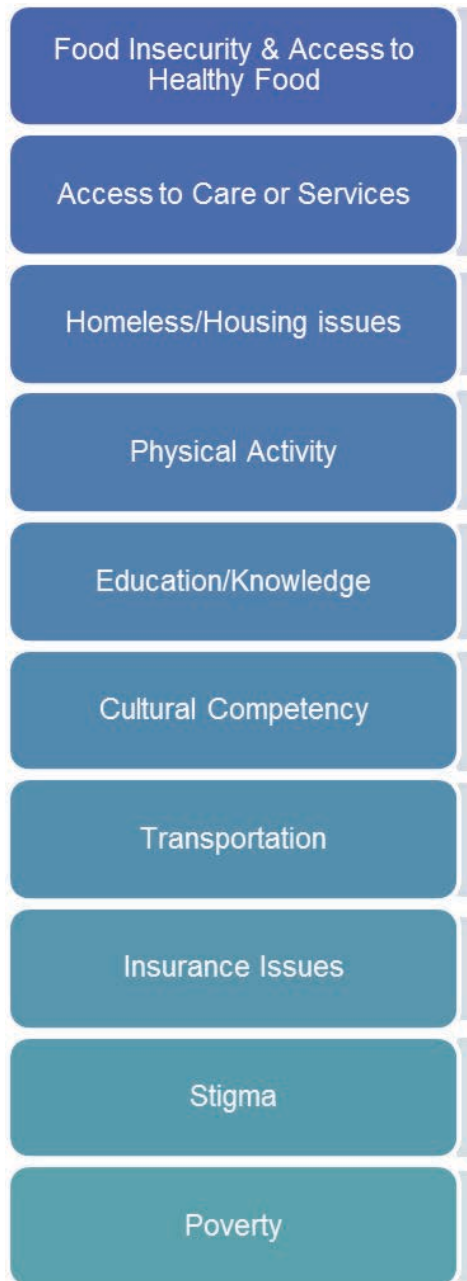 Food Insecurity & Access to
Healthy Food
Access to Care or Services
Homeless/Housing issues
Physical Activity
Education/Knowledge
Cultural Competency
Transportation
Insurance Issues
Stigma
Poverty